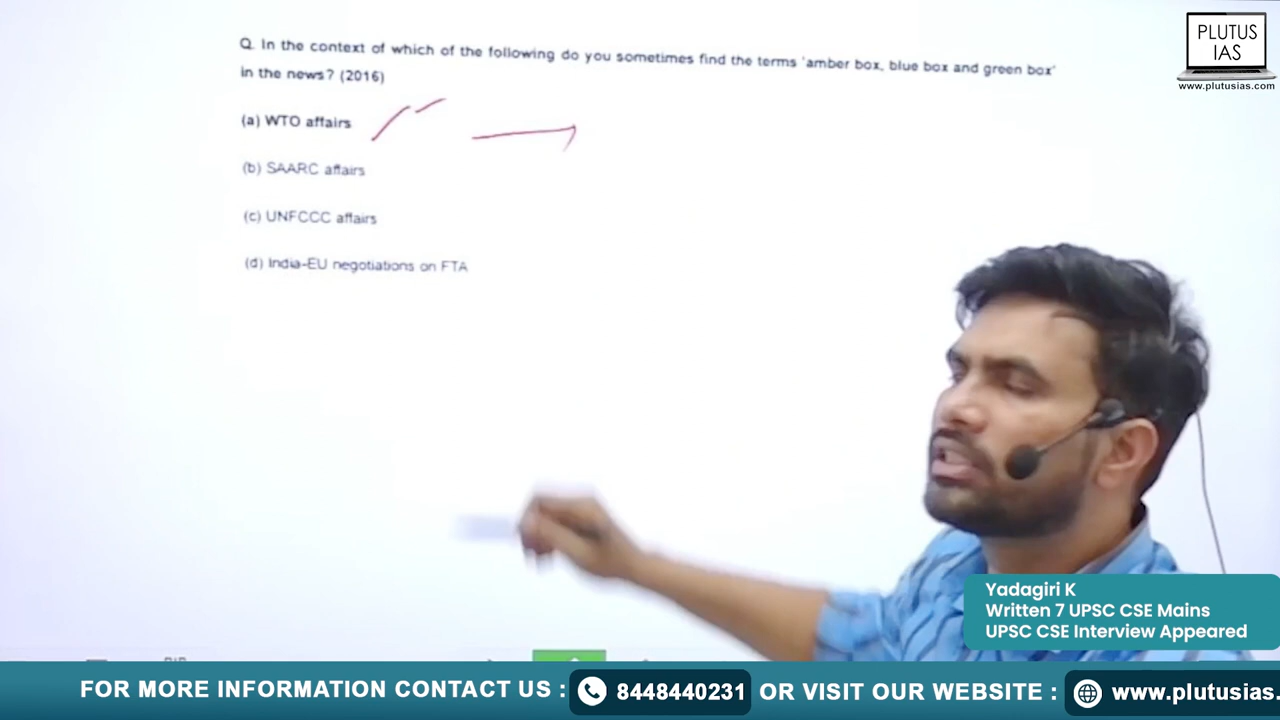 PLUTUS
IAS
www.plutusias.com
Q. In the context of which of the following do you sometimes find the terms 'amber box, blue box and green box'
in the news? (2016)
(a) WTO affairs
(b) SAARC affairs
(c) UNFCCC affairs
(d) India-EU negotiations on FTA
Yadagiri K
Written 7 UPSC CSE Mains
UPSC CSE Interview Appeared
FOR MORE INFORMATION CONTACT US : 8448440231 OR VISIT OUR WEBSITE : www.plutusias.